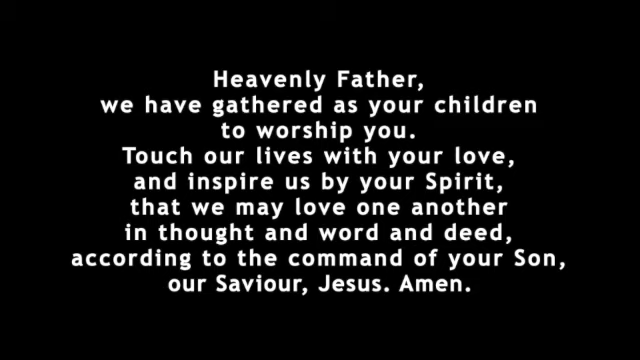 Heavenly Father,
we have gathered as your children
to worship you.
Touch our lives with your love,
and inspire us by your Spirit,
that we may love one another
in thought and word and deed,
according to the command of your Son,
our Saviour, Jesus. Amen.